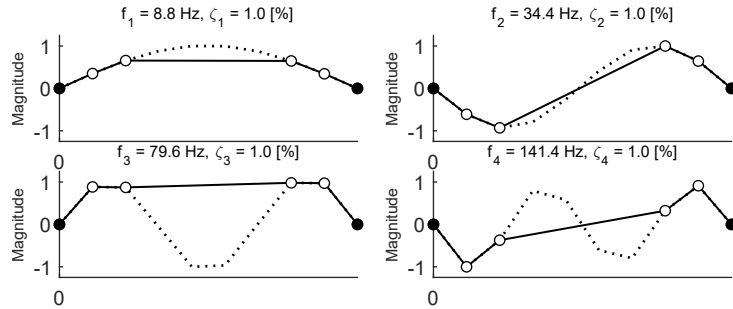 f1 = 8.8 Hz, ζ1 = 1.0 [%]
f2 = 34.4 Hz, ζ2 = 1.0 [%]
Magnitude
1
0
-1
0
Magnitude
1
0
-1
0
f3 = 79.6 Hz, ζ3 = 1.0 [%]
f4 = 141.4 Hz, ζ4 = 1.0 [%]
Magnitude
1
0
-1
0
Magnitude
1
0
-1
0